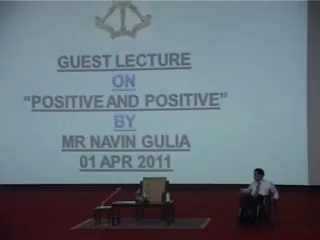 GUEST LECTURE
ON
“POSITIVE AND POSITIVE”
BY
MR NAVIN GULIA
01 APR 2011